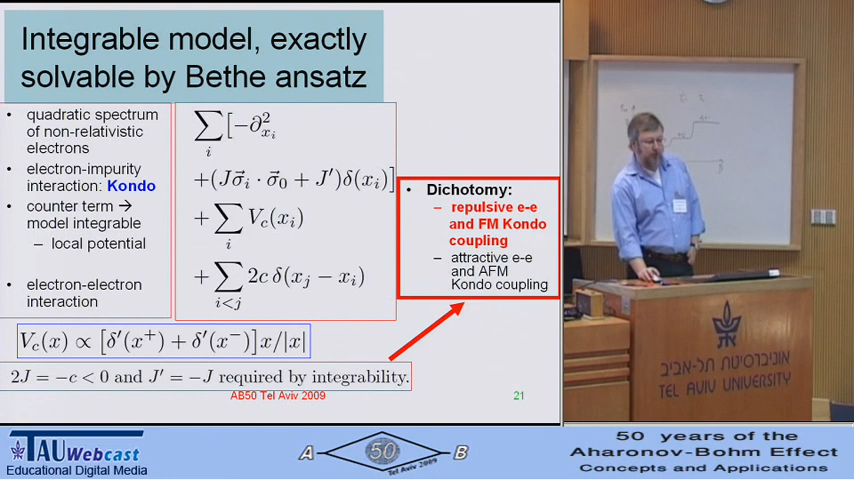 Integrable model, exactly
solvable by Bethe ansatz
• quadratic spectrum
of non-relativistic
electrons
• electron-impurity
interaction: Kondo
• counter term →
model integrable
– local potential
• electron-electron
interaction
∑_i [−∂²_{x_i}
+(Jσ⃗_i · σ⃗_0 + J′)δ(x_i)]
+ ∑_i V_c(x_i)
+ ∑_{i<j} 2c δ(x_j − x_i)
• Dichotomy:
– repulsive e-e
and FM Kondo
coupling
– attractive e-e
and AFM
Kondo coupling
V_c(x) ∝ [δ′(x⁺) + δ′(x⁻)]x/|x|
2J = −c < 0 and J′ = −J required by integrability.
AB50 Tel Aviv 2009
21
אוניברסיטת תל-אביב
TEL AVIV UNIVERSITY
TAU Webcast
Educational Digital Media
A 50 B
Tel Aviv 2009
50 years of the
Aharonov-Bohm Effect
Concepts and Applications